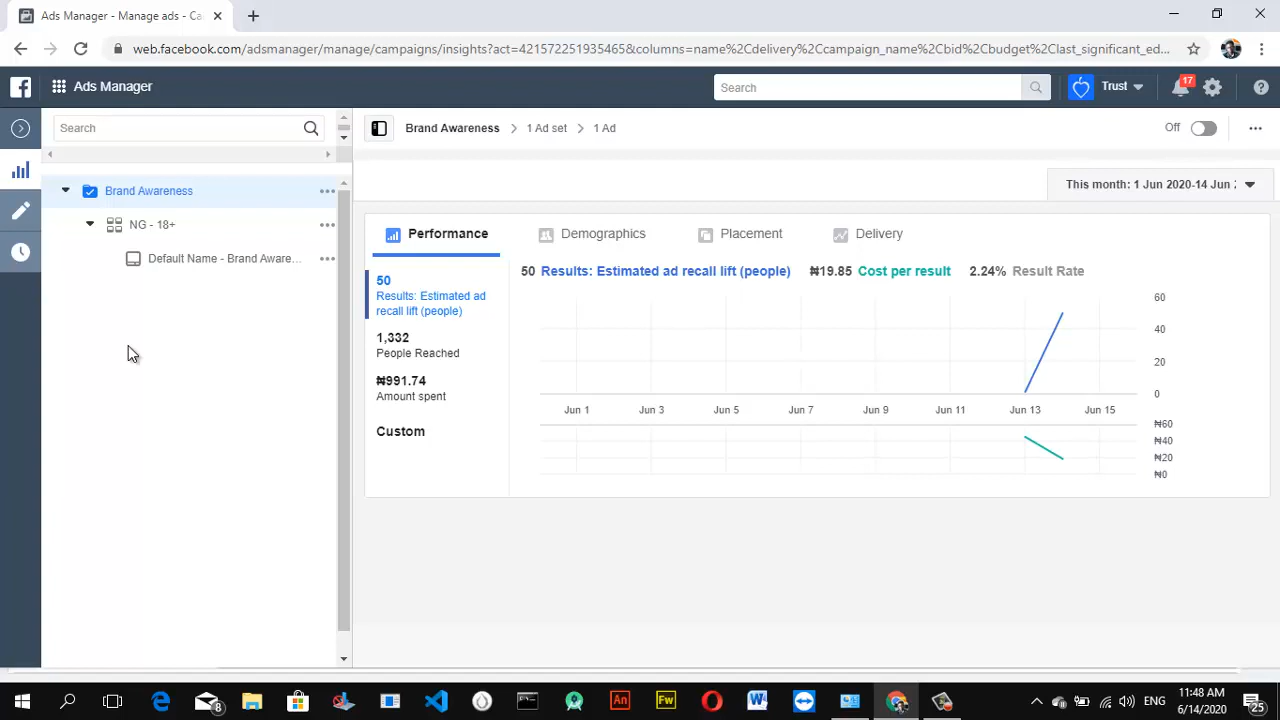 Ads Manager - Manage ads - Ca
web.facebook.com/adsmanager/manage/campaigns/insights?act=421572251935465&columns=name%2Cdelivery%2Ccampaign_name%2Cbid%2Cbudget%2Clast_significant_ed...
Ads Manager
Search
Trust
17
Search
Brand Awareness
1 Ad set
1 Ad
Off
Brand Awareness
This month: 1 Jun 2020-14 Jun 2
NG - 18+
Default Name - Brand Aware...
Performance
Demographics
Placement
Delivery
50
Results: Estimated ad
recall lift (people)
1,332
People Reached
₦991.74
Amount spent
Custom
50 Results: Estimated ad recall lift (people)
₦19.85 Cost per result
2.24% Result Rate
60
40
20
0
Jun 1
Jun 3
Jun 5
Jun 7
Jun 9
Jun 11
Jun 13
Jun 15
₦60
₦40
₦20
₦0
8
An
Fw
W
ENG
11:48 AM
6/14/2020
25